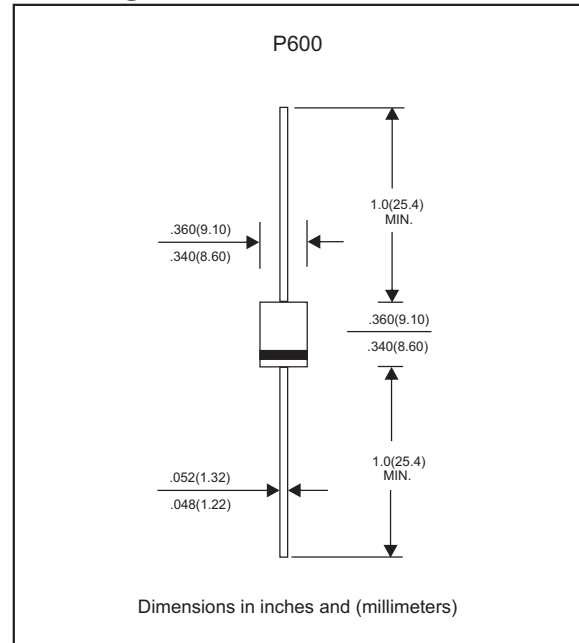 P600
1.0(25.4)
MIN.
.360(9.10)
.340(8.60)
.360(9.10)
.340(8.60)
1.0(25.4)
MIN.
.052(1.32)
.048(1.22)
Dimensions in inches and (millimeters)